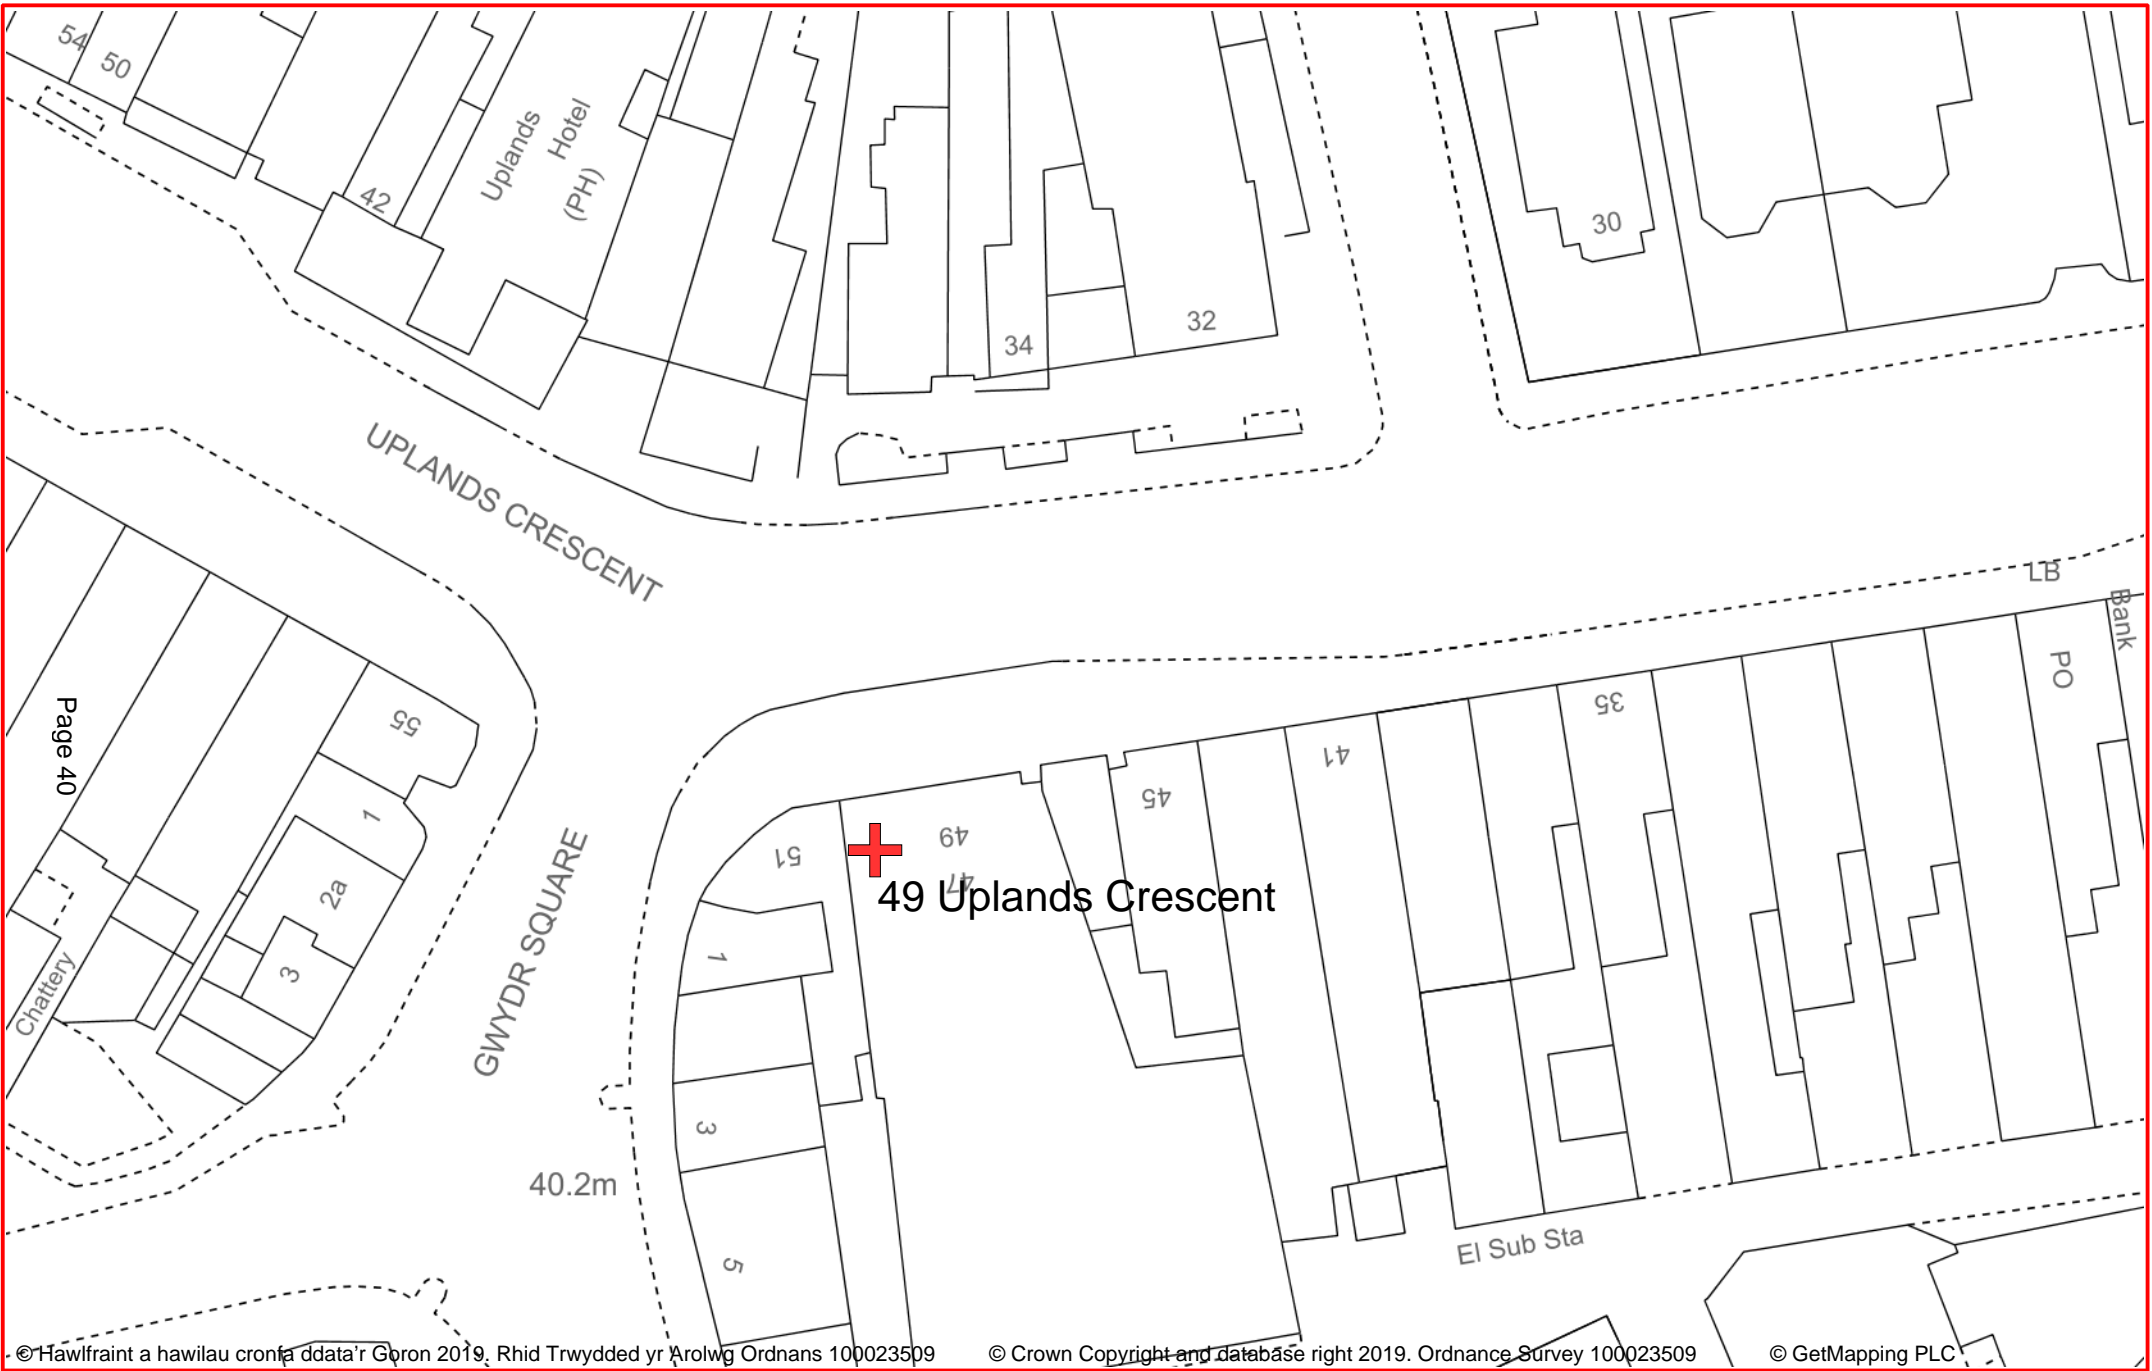 54
50
Uplands
Hotel
(PH)
42
30
32
34
UPLANDS CRESCENT
LB
Bank
PO
35
55
Page 40
41
45
1
49
51
47
49 Uplands Crescent
2a
GWYDR SQUARE
1
3
Chattery
3
40.2m
El Sub Sta
5
© Hawlfraint a hawilau cronfa ddata'r Goron 2019. Rhid Trwydded yr Arolwg Ordnans 100023509
© Crown Copyright and database right 2019. Ordnance Survey 100023509
© GetMapping PLC